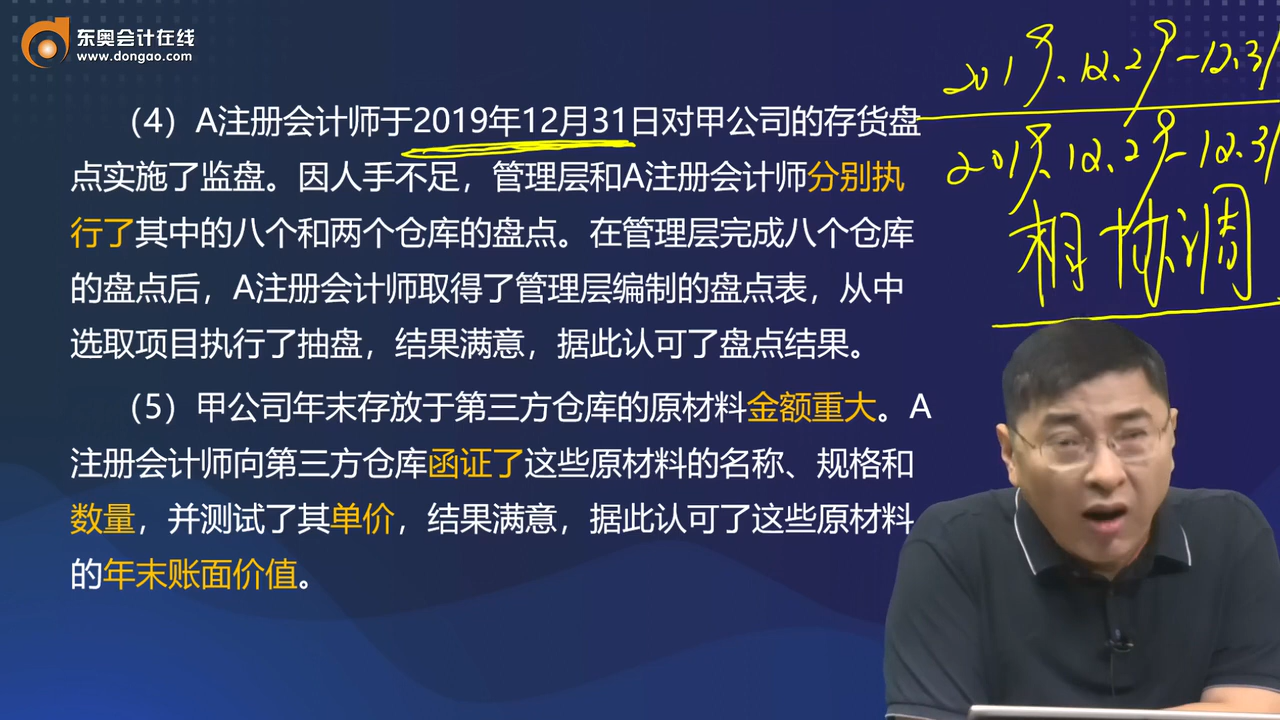 东奥会计在线
www.dongao.com
2019.12.29-12.31
2019.12.29-12.31
相协调
（4）A注册会计师于2019年12月31日对甲公司的存货盘
点实施了监盘。因人手不足，管理层和A注册会计师分别执
行了其中的八个和两个仓库的盘点。在管理层完成八个仓库
的盘点后，A注册会计师取得了管理层编制的盘点表，从中
选取项目执行了抽盘，结果满意，据此认可了盘点结果。
（5）甲公司年末存放于第三方仓库的原材料金额重大。A
注册会计师向第三方仓库函证了这些原材料的名称、规格和
数量，并测试了其单价，结果满意，据此认可了这些原材料
的年末账面价值。